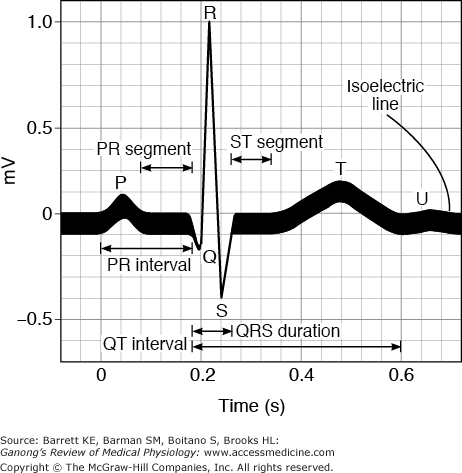 R
1.0
Isoelectric
line
0.5
PR segment
ST segment
mV
P
T
U
0
Q
PR interval
S
−0.5
QT interval
QRS duration
0
0.2
0.4
0.6
Time (s)
Source: Barrett KE, Barman SM, Boitano S, Brooks HL:
Ganong's Review of Medical Physiology: www.accessmedicine.com
Copyright © The McGraw-Hill Companies, Inc. All rights reserved.